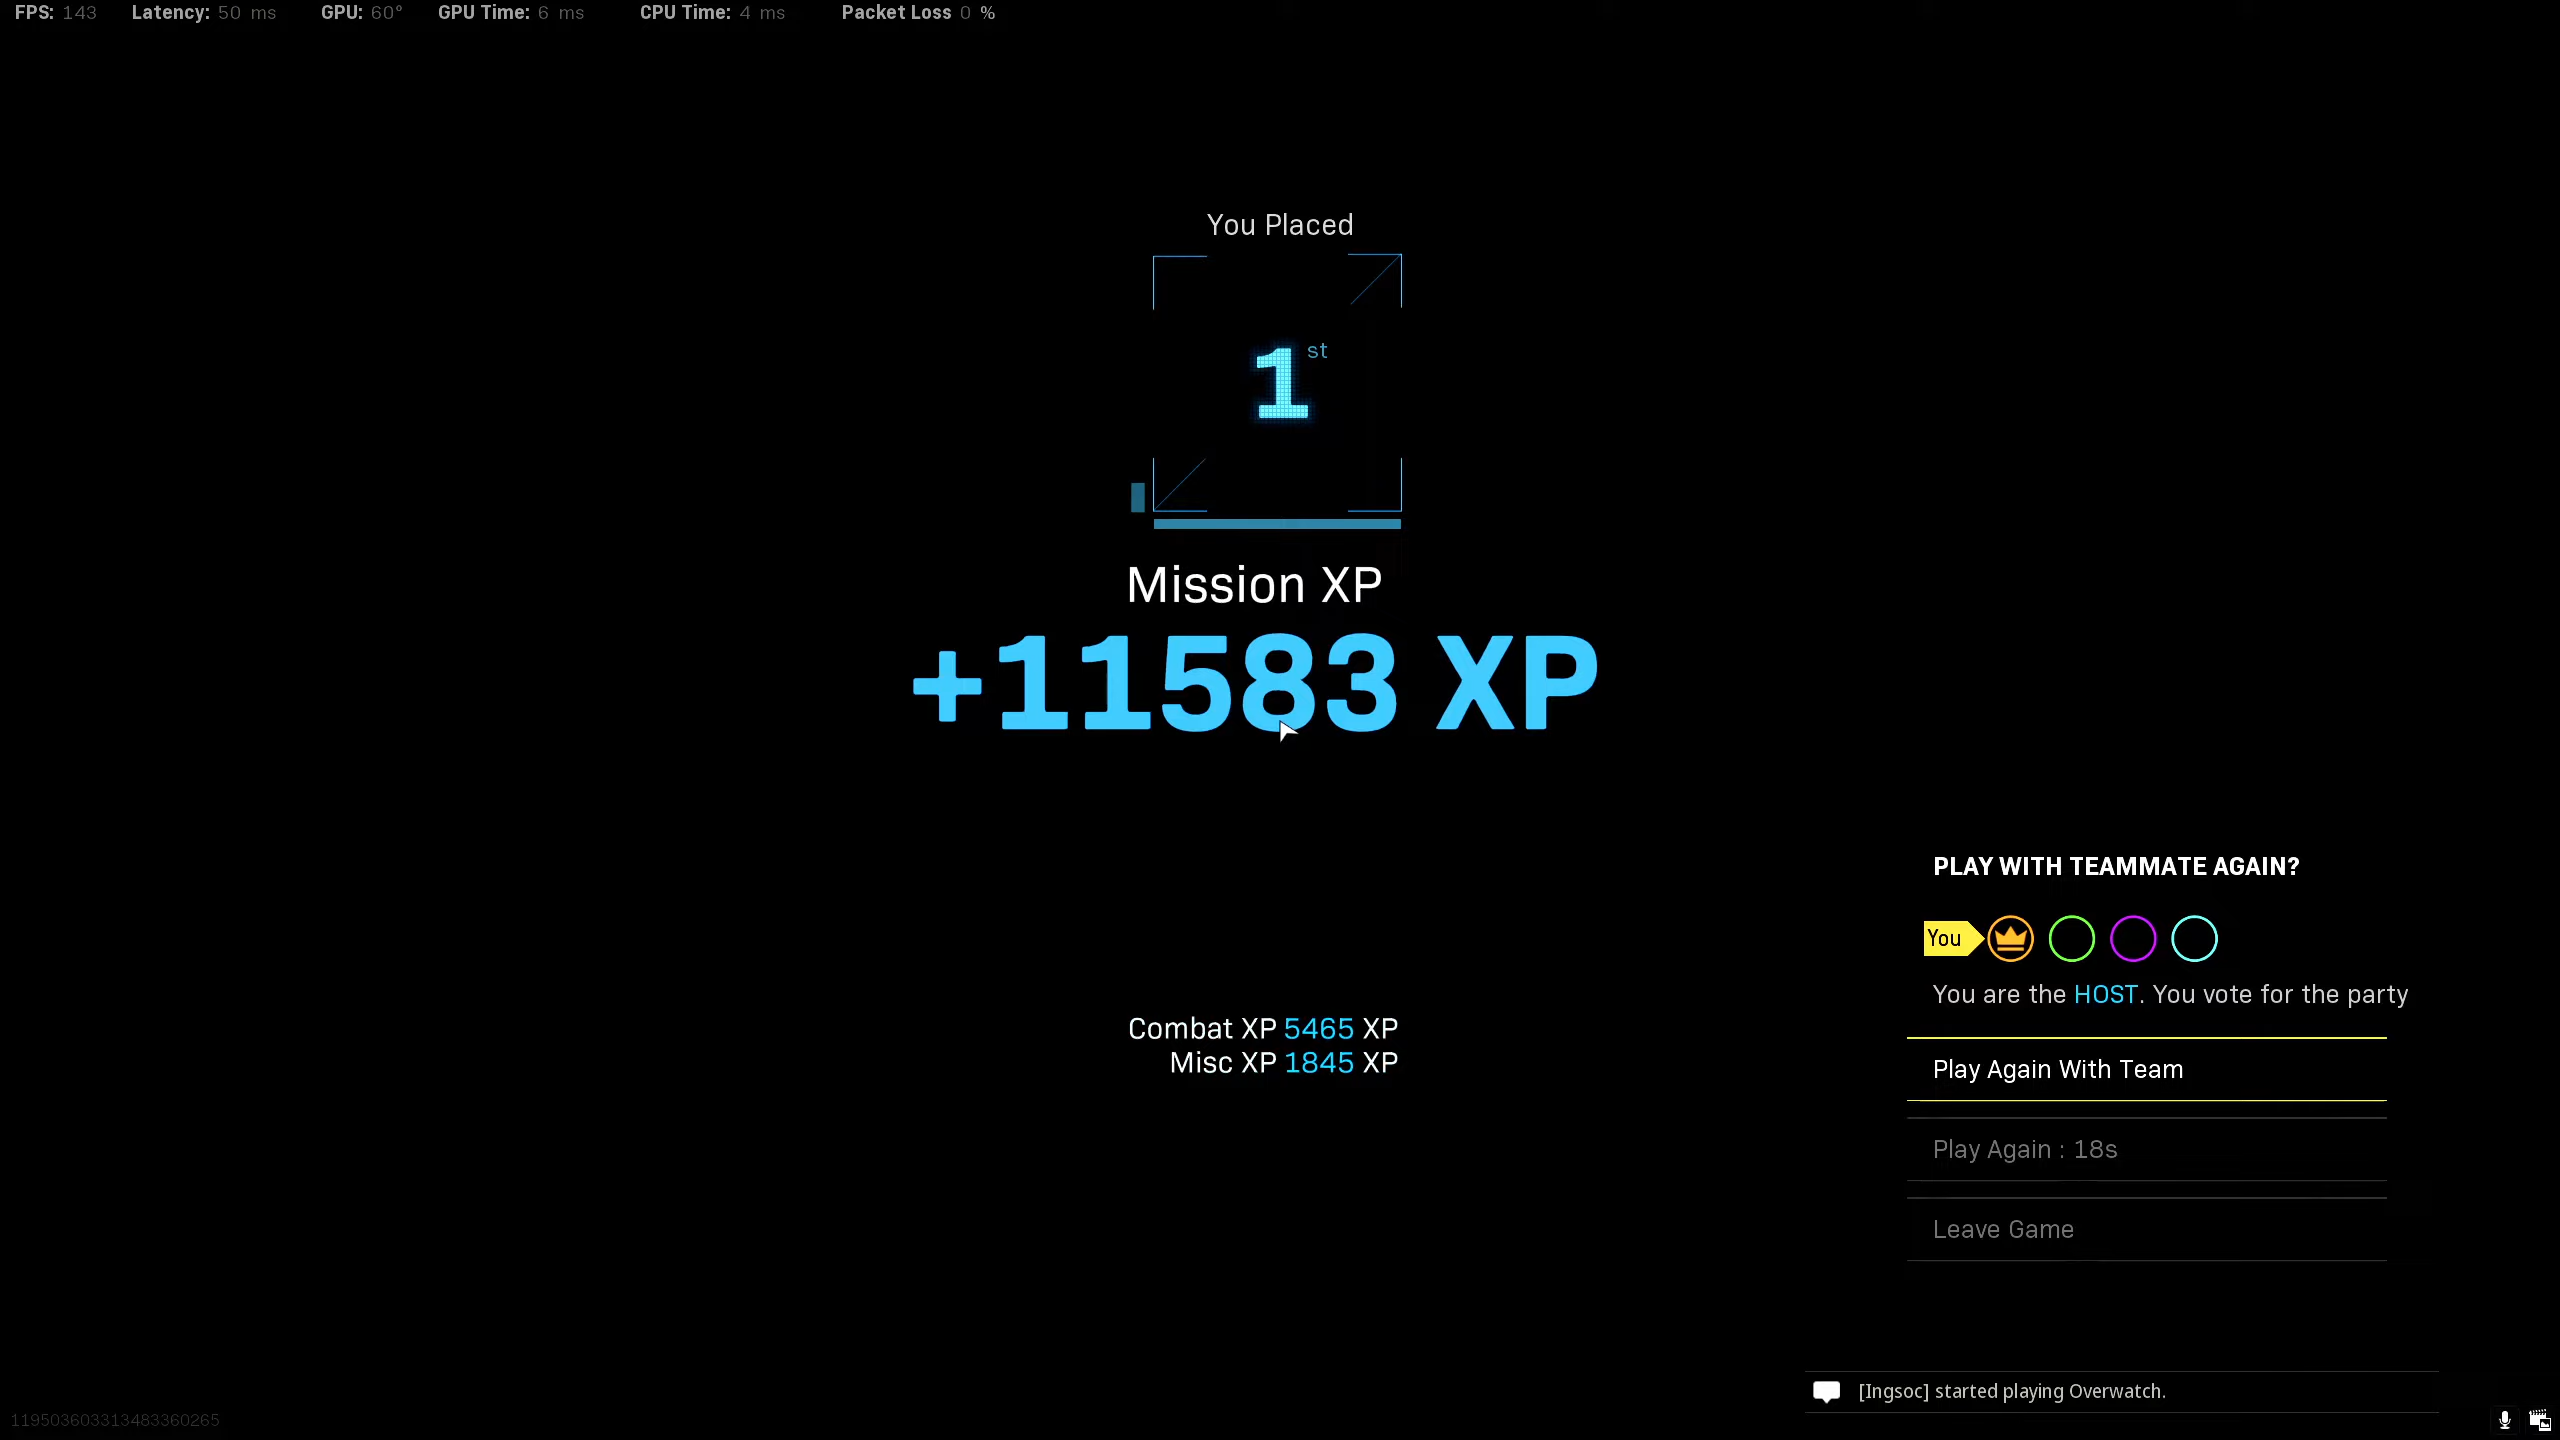 FPS: 143 Latency: 50 ms GPU: 60° GPU Time: 6 ms CPU Time: 4 ms Packet Loss 0 %
You Placed
1st
Mission XP
+11583 XP
Combat XP 5465 XP
Misc XP 1845 XP
PLAY WITH TEAMMATE AGAIN?
You
You are the HOST. You vote for the party
Play Again With Team
Play Again : 18s
Leave Game
[Ingsoc] started playing Overwatch.
119503603313483360265